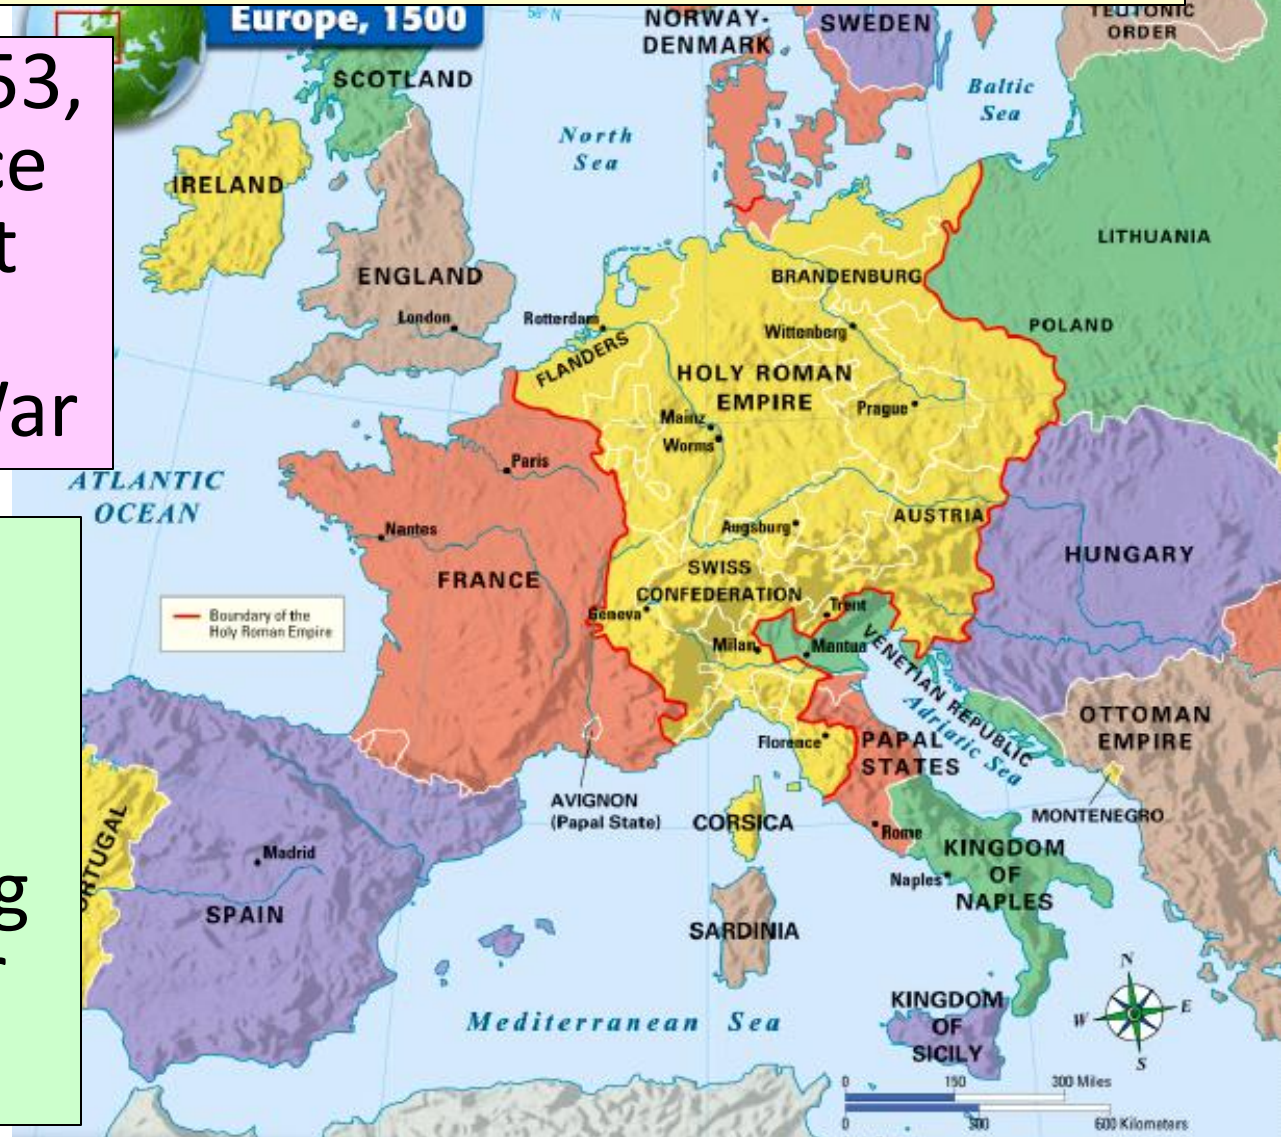 Europe, 1500
58° N
NORWAY-
DENMARK
SWEDEN
TEUTONIC
ORDER
53,
ce
t
War
SCOTLAND
Baltic
Sea
North
Sea
IRELAND
LITHUANIA
ENGLAND
BRANDENBURG
London
Rotterdam
Wittenberg
POLAND
FLANDERS
HOLY ROMAN
EMPIRE
Prague
Mainz
Worms
Paris
ATLANTIC
OCEAN
Nantes
Augsburg
AUSTRIA
HUNGARY
FRANCE
SWISS
CONFEDERATION
Boundary of the
Holy Roman Empire
Geneva
Trent
Milan
Mantua
VENETIAN REPUBLIC
Adriatic Sea
OTTOMAN
EMPIRE
Florence
PAPAL
STATES
AVIGNON
(Papal State)
CORSICA
MONTENEGRO
Rome
KINGDOM
OF
NAPLES
Naples
Madrid
RTUGAL
g
r
SPAIN
SARDINIA
KINGDOM
OF
SICILY
Mediterranean Sea
N
W E
S
0 150 300 Miles
0 300 600 Kilometers